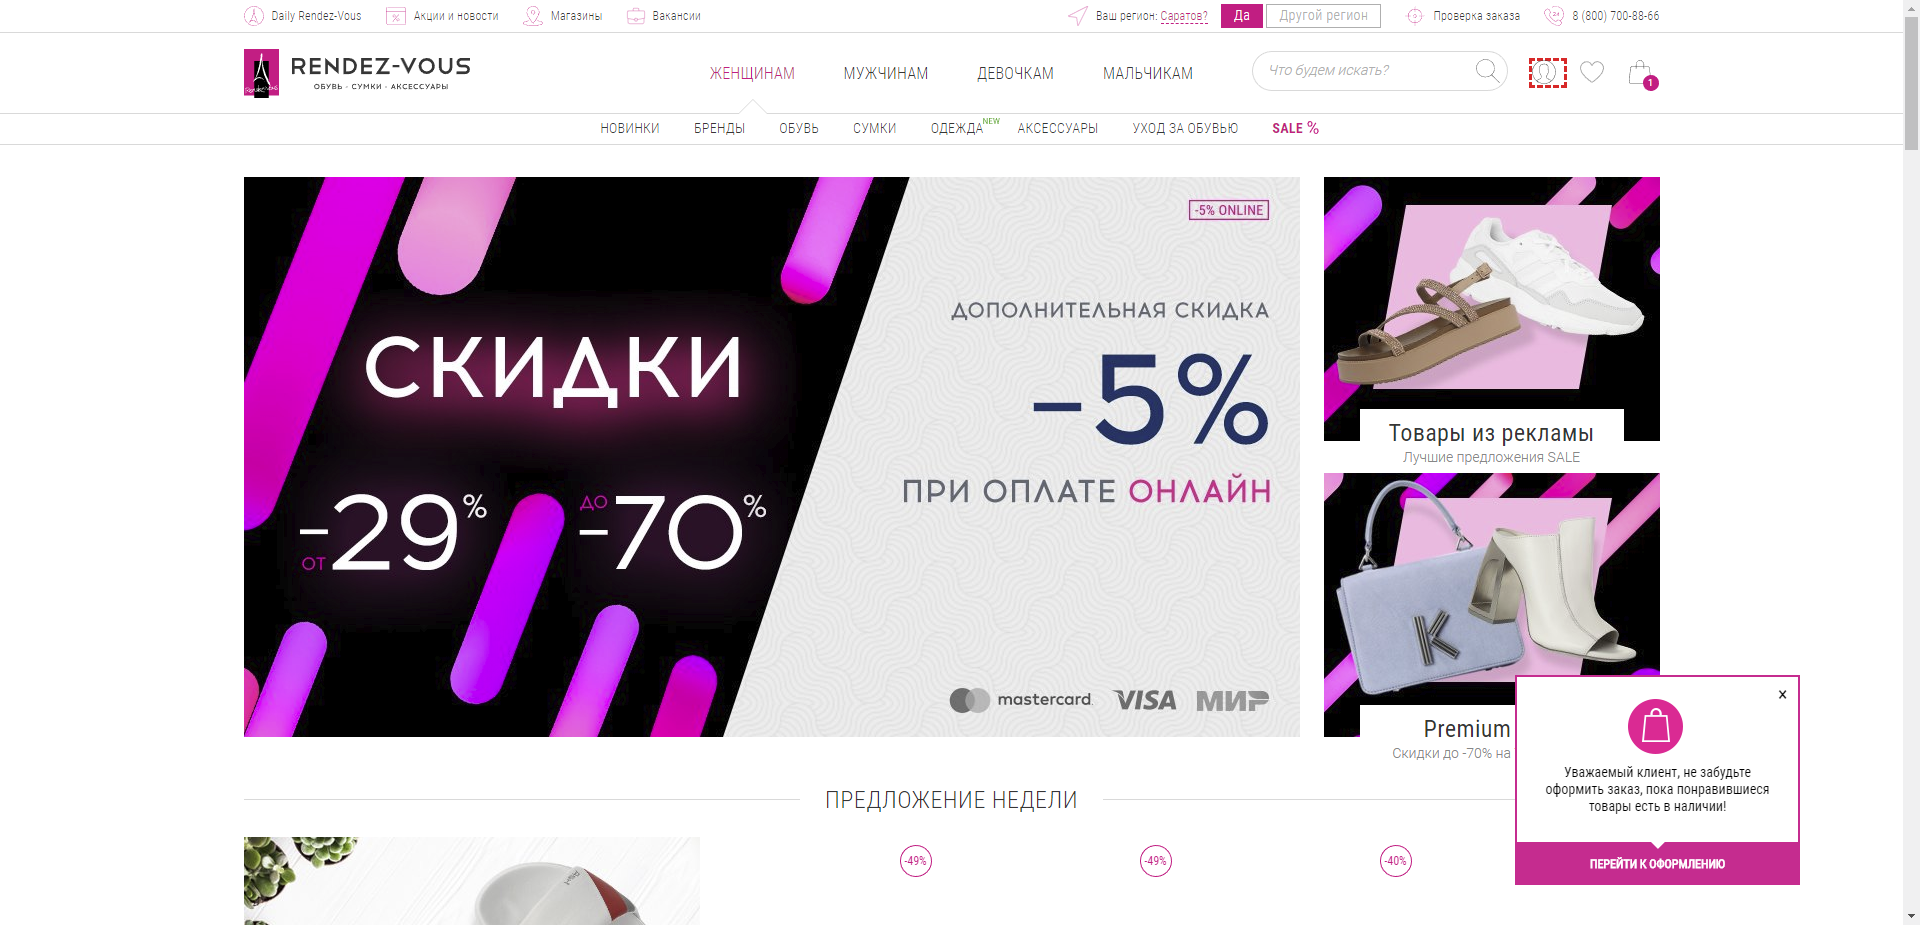 Daily Rendez-Vous
Акции и новости
Магазины
Вакансии
Ваш регион: Саратов?
Да
Другой регион
Проверка заказа
8 (800) 700-88-66
RENDEZ-VOUS
ОБУВЬ · СУМКИ · АКСЕССУАРЫ
ЖЕНЩИНАМ
МУЖЧИНАМ
ДЕВОЧКАМ
МАЛЬЧИКАМ
Что будем искать?
1
НОВИНКИ
БРЕНДЫ
ОБУВЬ
СУМКИ
ОДЕЖДА NEW
АКСЕССУАРЫ
УХОД ЗА ОБУВЬЮ
SALE %
СКИДКИ
ОТ -29%
ДО -70%
-5% ONLINE
ДОПОЛНИТЕЛЬНАЯ СКИДКА
-5%
ПРИ ОПЛАТЕ ОНЛАЙН
mastercard.
VISA
МИР
Товары из рекламы
Лучшие предложения SALE
K
Premium
Скидки до -70% на
x
Уважаемый клиент, не забудьте
оформить заказ, пока понравившиеся
товары есть в наличии!
ПЕРЕЙТИ К ОФОРМЛЕНИЮ
ПРЕДЛОЖЕНИЕ НЕДЕЛИ
-49%
-49%
-40%